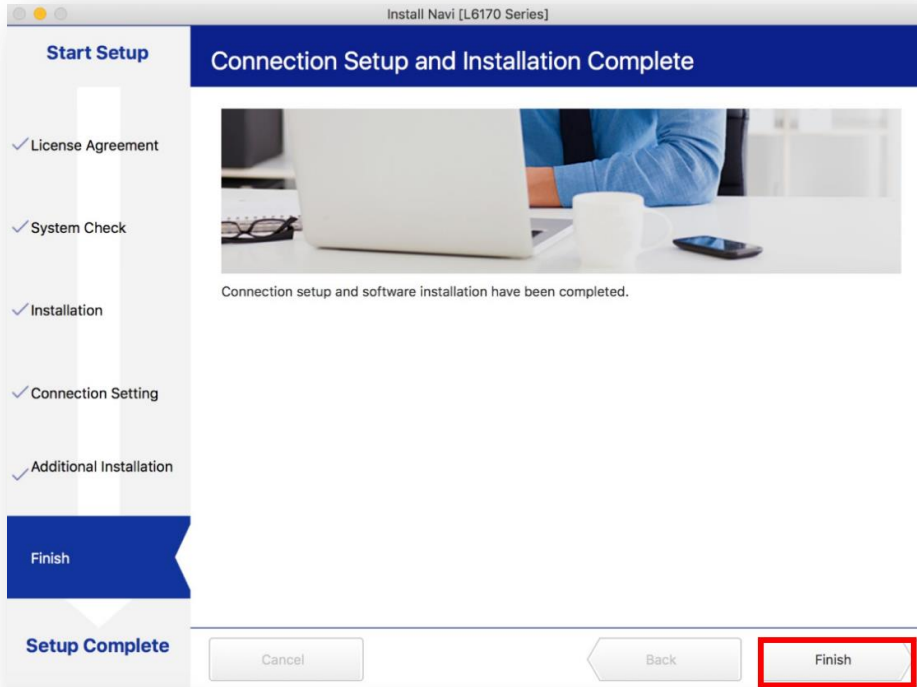 Install Navi [L6170 Series]
Start Setup
License Agreement
System Check
Installation
Connection Setting
Additional Installation
Finish
Setup Complete
Connection Setup and Installation Complete
Connection setup and software installation have been completed.
Cancel
Back
Finish